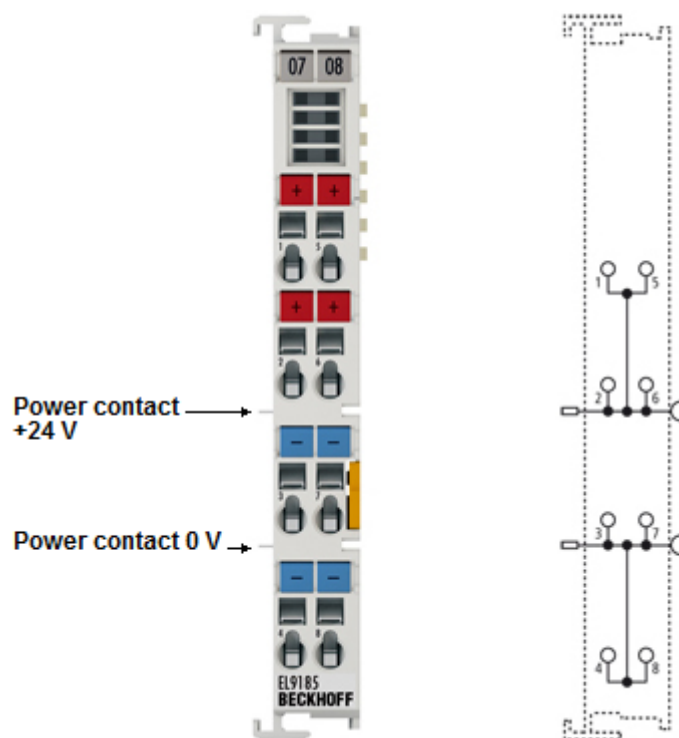 07 08
+ +
1 5
+ +
2 6
Power contact
+24 V
- -
3 7
Power contact 0 V
- -
4 8
EL9185
BECKHOFF
1 5
2 6
3 7
4 8